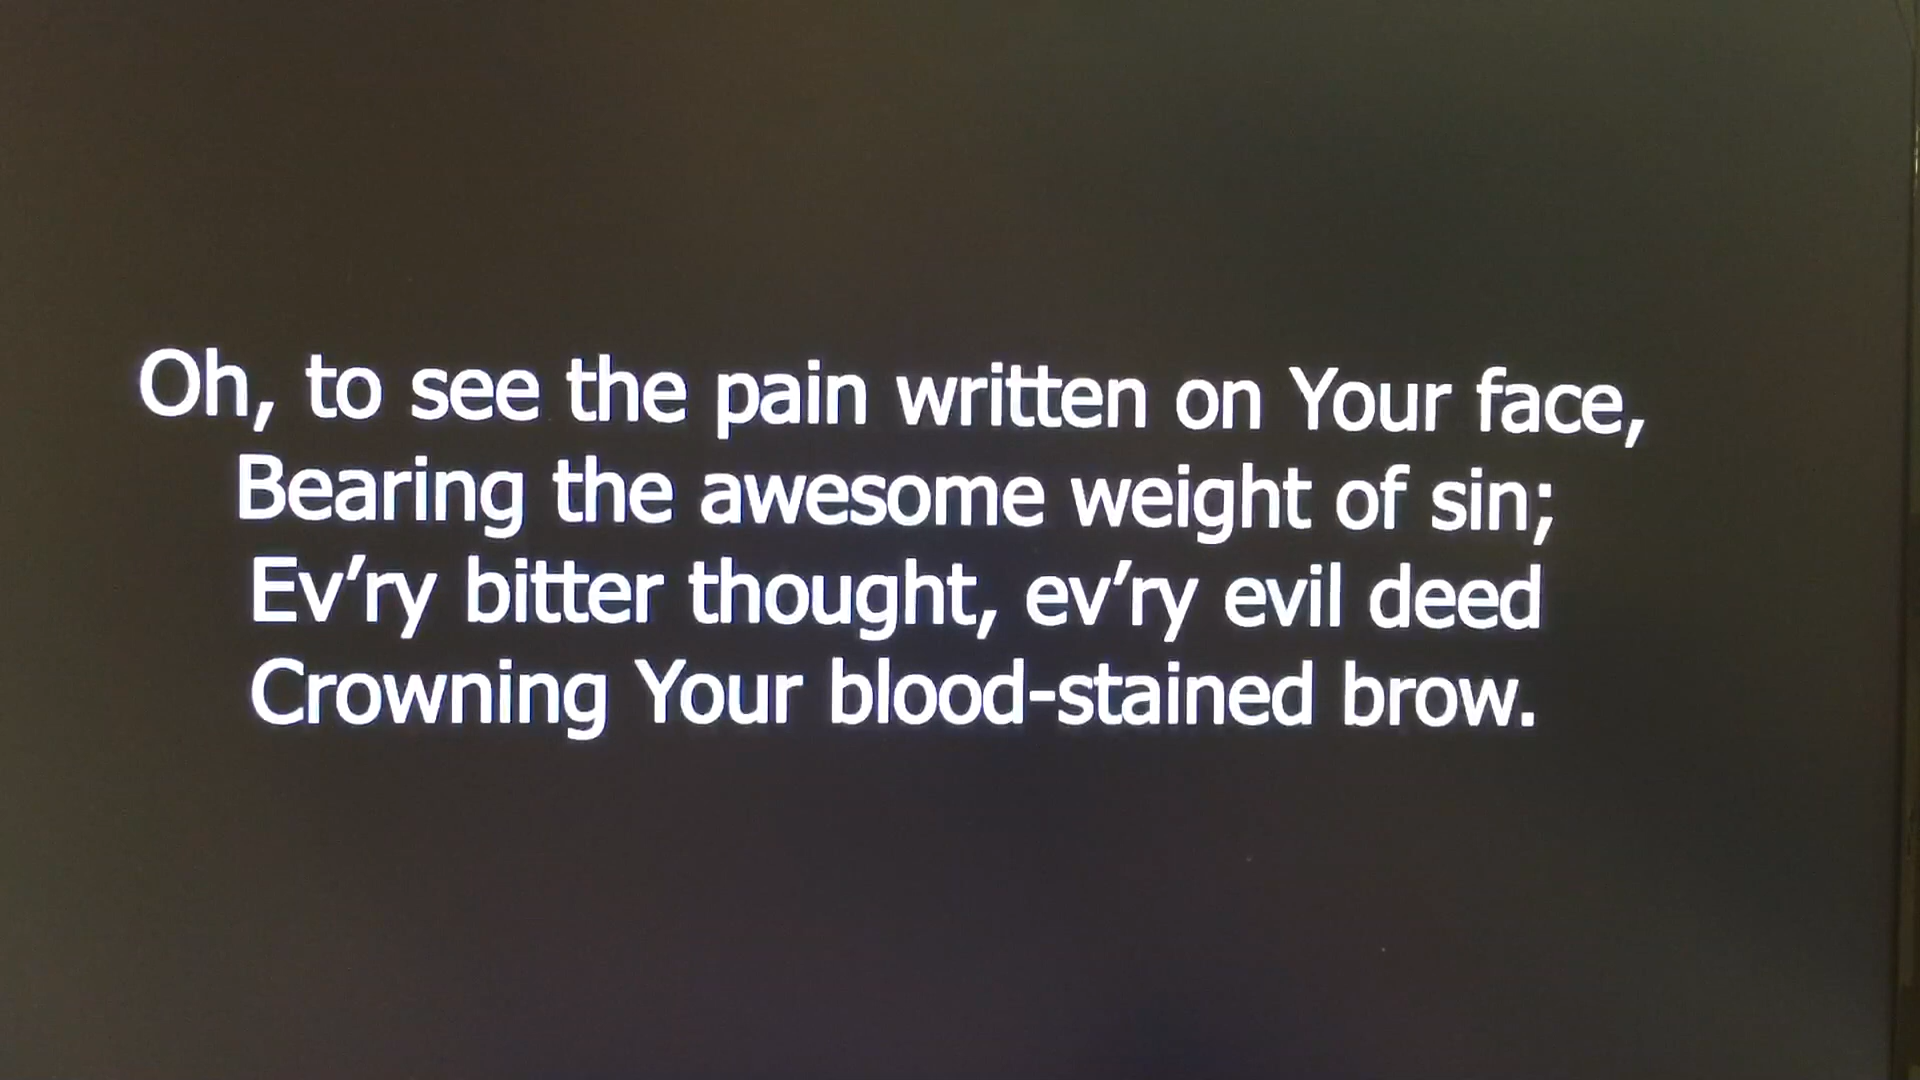 Oh, to see the pain written on Your face,
Bearing the awesome weight of sin;
Ev’ry bitter thought, ev’ry evil deed
Crowning Your blood-stained brow.